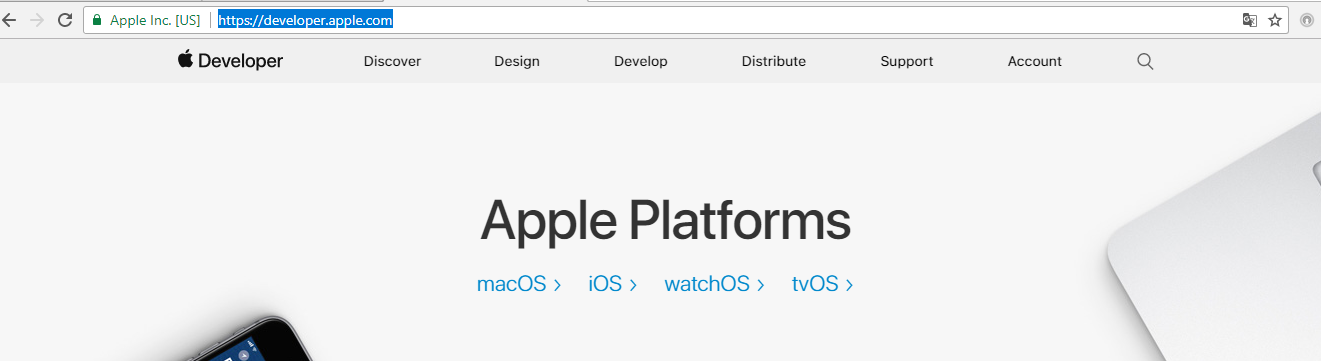 Apple Inc. [US] https://developer.apple.com
Developer Discover Design Develop Distribute Support Account
Apple Platforms
macOS > iOS > watchOS > tvOS >